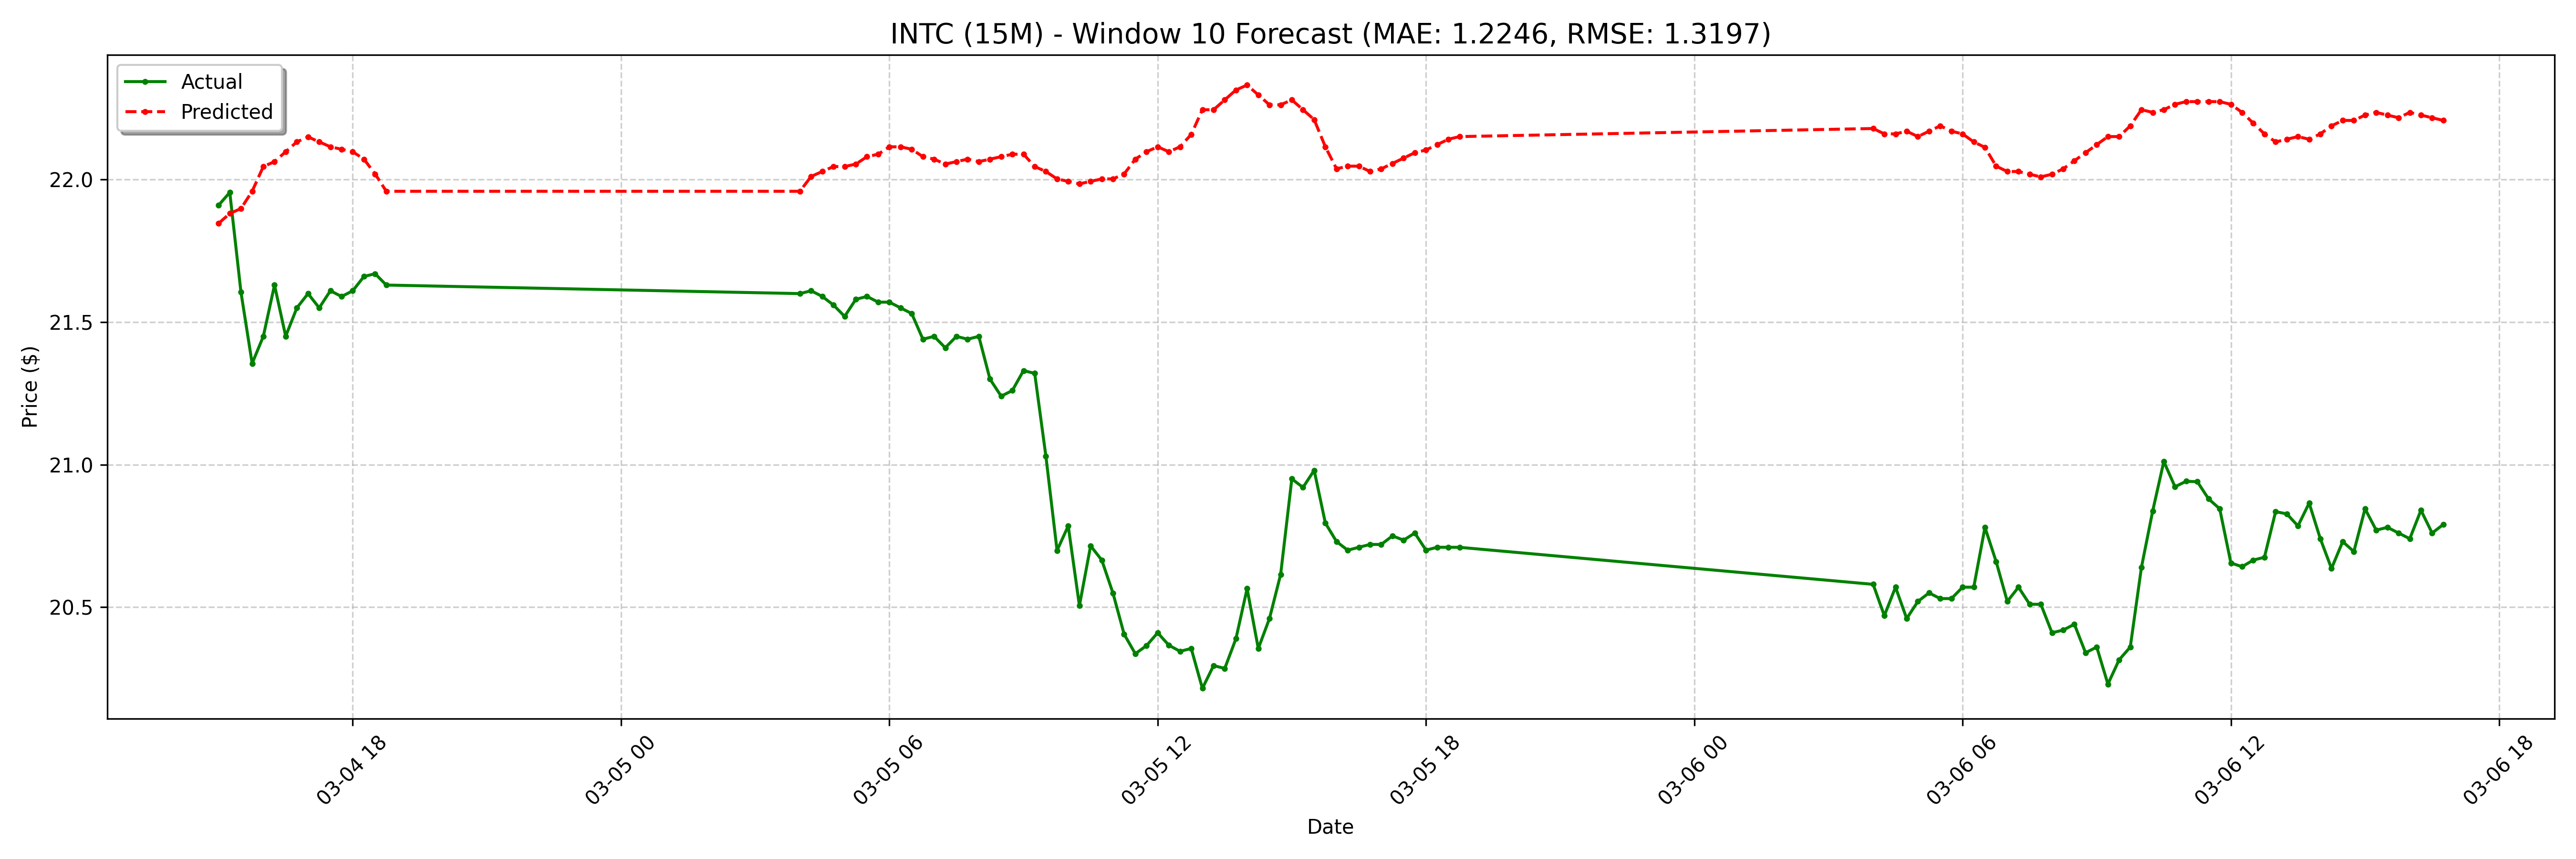 INTC (15M) - Window 10 Forecast (MAE: 1.2246, RMSE: 1.3197)
Actual
Predicted
Price ($)
22.0
21.5
21.0
20.5
03-04 18
03-05 00
03-05 06
03-05 12
03-05 18
03-06 00
03-06 06
03-06 12
03-06 18
Date